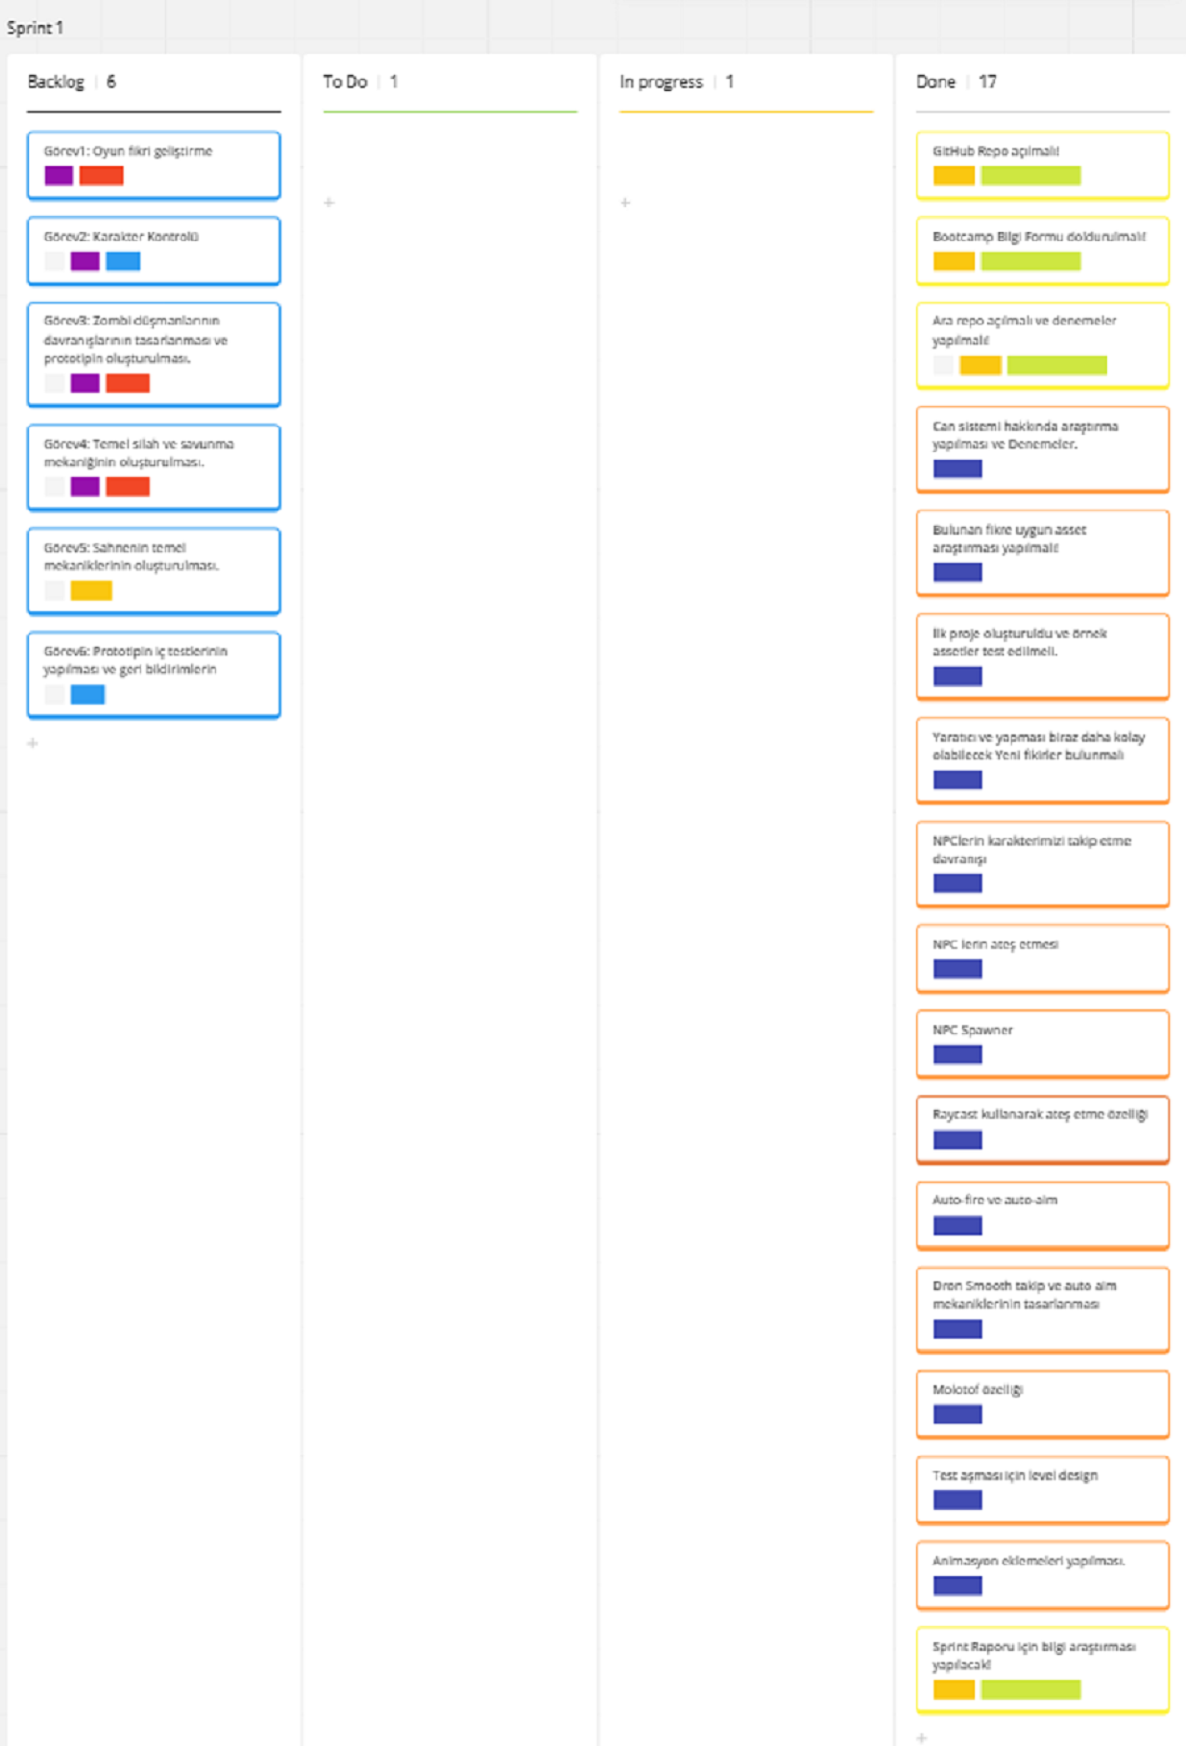 Sprint 1
Backlog | 6
Görev1: Oyun fikri geliştirme
Görev2: Karakter Kontrolü
Görev3: Zombi düşmanlarının
davranışlarının tasarlanması ve
prototipin oluşturulması.
Görev4: Temel silah ve savunma
mekaniğinin oluşturulması.
Görev5: Sahnenin temel
mekaniklerinin oluşturulması.
Görev6: Prototipin iç testlerinin
yapılması ve geri bildirimlerin
+
To Do | 1
+
In progress | 1
+
Done | 17
GitHub Repo açılmalı!
Bootcamp Bilgi Formu doldurulmalı!
Ara repo açılmalı ve denemeler
yapılmalı!
Can sistemi hakkında araştırma
yapılması ve Denemeler.
Bulunan fikre uygun asset
araştırması yapılmalı!
İlk proje oluşturuldu ve örnek
assetler test edilmeli.
Yaratıcı ve yapması biraz daha kolay
olabilecek Yeni fikirler bulunmalı
NPClerin karakterimizi takip etme
davranışı
NPC lerin ateş etmesi
NPC Spawner
Raycast kullanarak ateş etme özelliği
Auto-fire ve auto-aim
Dron Smooth takip ve auto aim
mekaniklerinin tasarlanması
Molotof özelliği
Test aşması için level design
Animasyon eklemeleri yapılması.
Sprint Raporu için bilgi araştırması
yapılacak!
+